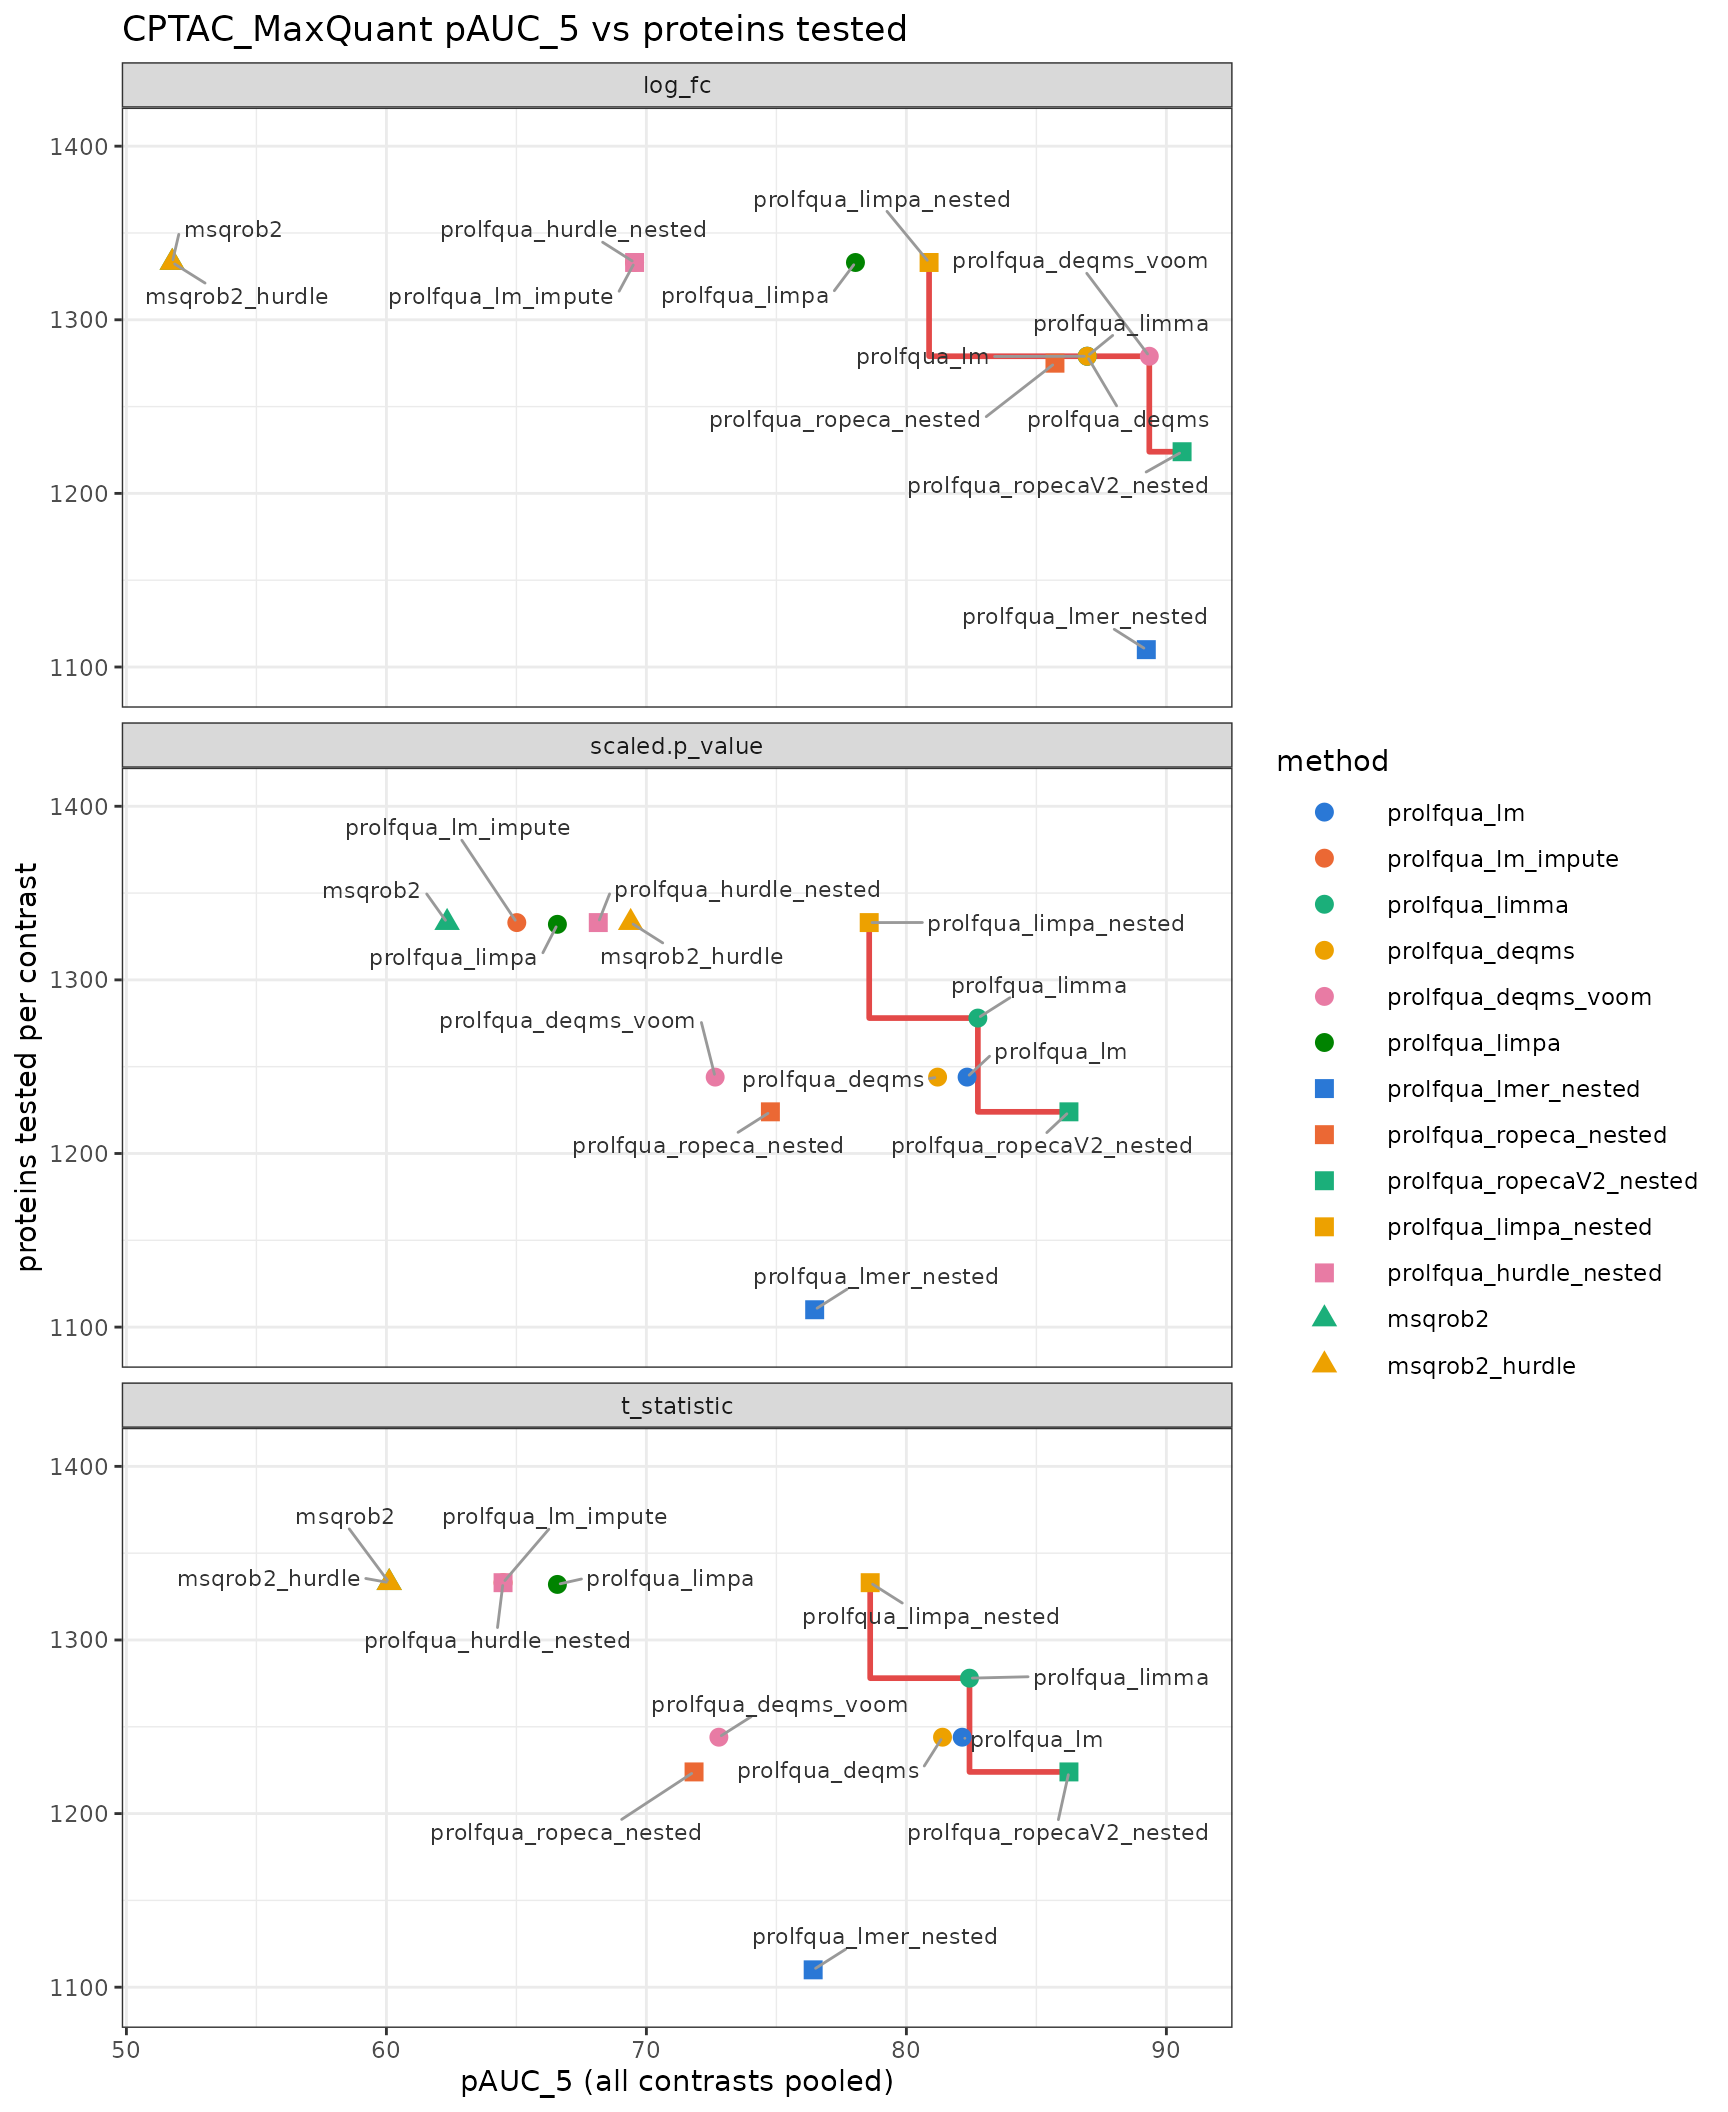 CPTAC_MaxQuant pAUC_5 vs proteins tested
log_fc
1400
1300
1200
1100
prolfqua_limpa_nested
msqrob2
prolfqua_hurdle_nested
prolfqua_deqms_voom
msqrob2_hurdle
prolfqua_lm_impute
prolfqua_limpa
prolfqua_limma
prolfqua_lm
prolfqua_ropeca_nested
prolfqua_deqms
prolfqua_ropecaV2_nested
prolfqua_lmer_nested
scaled.p_value
1400
1300
1200
1100
prolfqua_lm_impute
msqrob2
prolfqua_hurdle_nested
prolfqua_limpa_nested
prolfqua_limpa
msqrob2_hurdle
prolfqua_limma
prolfqua_deqms_voom
prolfqua_lm
prolfqua_deqms
prolfqua_ropeca_nested
prolfqua_ropecaV2_nested
prolfqua_lmer_nested
t_statistic
1400
1300
1200
1100
msqrob2
prolfqua_lm_impute
msqrob2_hurdle
prolfqua_limpa
prolfqua_limpa_nested
prolfqua_hurdle_nested
prolfqua_limma
prolfqua_deqms_voom
prolfqua_lm
prolfqua_deqms
prolfqua_ropeca_nested
prolfqua_ropecaV2_nested
prolfqua_lmer_nested
50
60
70
80
90
pAUC_5 (all contrasts pooled)
proteins tested per contrast
method
prolfqua_lm
prolfqua_lm_impute
prolfqua_limma
prolfqua_deqms
prolfqua_deqms_voom
prolfqua_limpa
prolfqua_lmer_nested
prolfqua_ropeca_nested
prolfqua_ropecaV2_nested
prolfqua_limpa_nested
prolfqua_hurdle_nested
msqrob2
msqrob2_hurdle